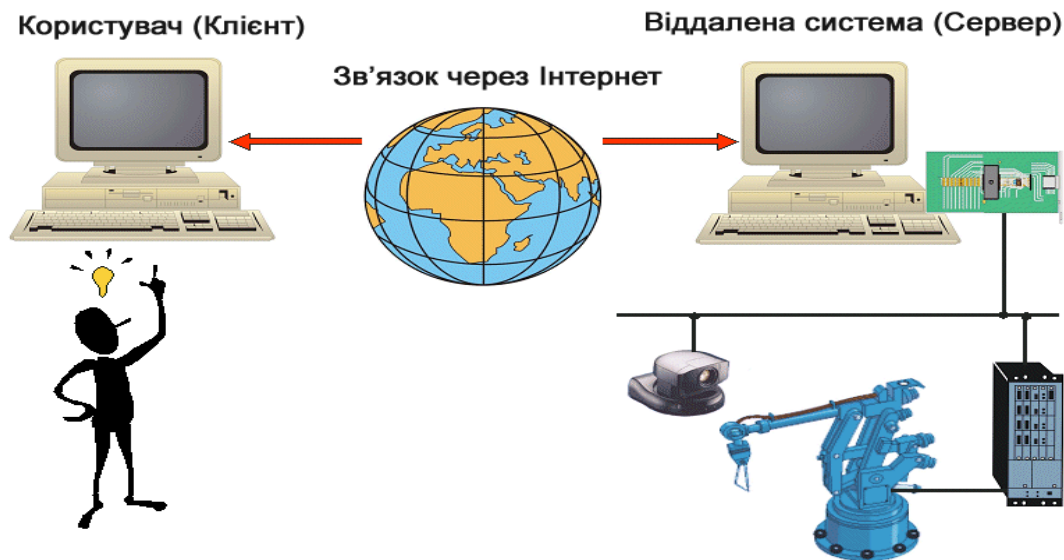 Користувач (Клієнт)
Віддалена система (Сервер)
Зв’язок через Інтернет